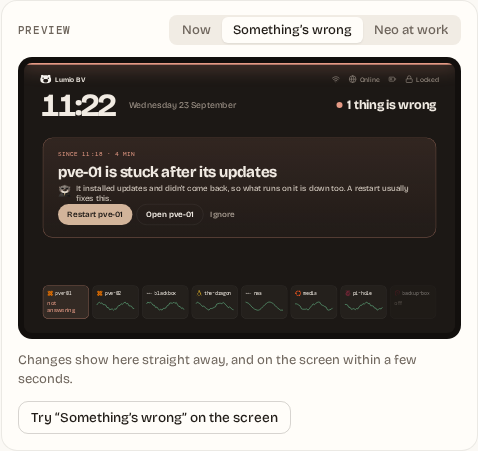 PREVIEW
Now
Something's wrong
Neo at work
Lumio BV
Online
Locked
11:22
Wednesday 23 September
1 thing is wrong
SINCE 11:18 · 4 MIN
pve-01 is stuck after its updates
It installed updates and didn't come back, so what runs on it is down too. A restart usually
fixes this.
Restart pve-01
Open pve-01
Ignore
pve-01
pve-02
blackbox
the-dragon
nas
media
pi-hole
backup-box
not
answering
off
Changes show here straight away, and on the screen within a few
seconds.
Try “Something's wrong” on the screen